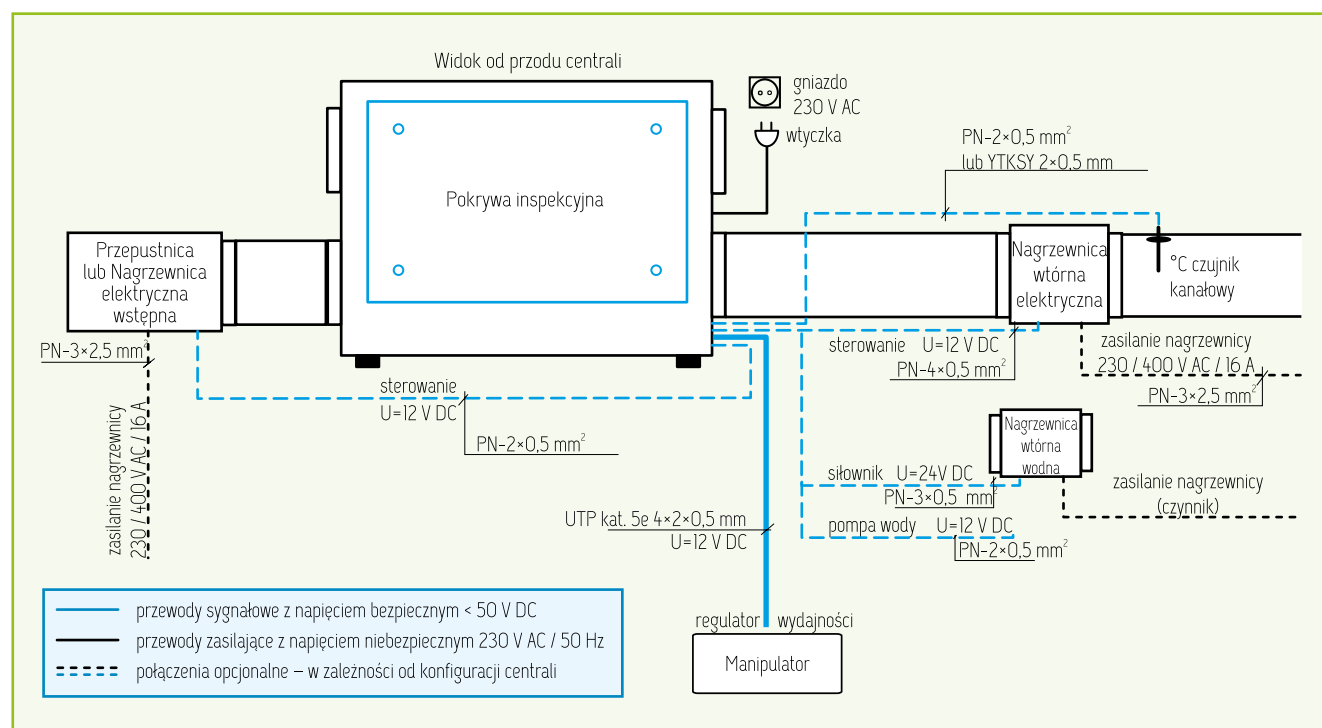 Widok od przodu centrali
gniazdo
230 V AC
wtyczka
PN-2×0,5 mm²
lub YTKSY 2×0,5 mm
Pokrywa inspekcyjna
Przepustnica
lub Nagrzewnica
elektryczna
wstępna
Nagrzewnica
wtórna
elektryczna
°C czujnik
kanałowy
PN-3×2,5 mm²
zasilanie nagrzewnicy
230 / 400 V AC / 16 A
sterowanie
U=12 V DC
PN-2×0,5 mm²
sterowanie U=12 V DC
PN-4×0,5 mm²
zasilanie nagrzewnicy
230 / 400 V AC / 16 A
PN-3×2,5 mm²
Nagrzewnica
wtórna
wodna
siłownik U=24V DC
PN-3×0,5 mm²
zasilanie nagrzewnicy
(czynnik)
pompa wody U=12 V DC
PN-2×0,5 mm²
UTP kat. 5e 4×2×0,5 mm
U=12 V DC
regulator wydajności
Manipulator
przewody sygnałowe z napięciem bezpiecznym < 50 V DC
przewody zasilające z napięciem niebezpiecznym 230 V AC / 50 Hz
połączenia opcjonalne – w zależności od konfiguracji centrali